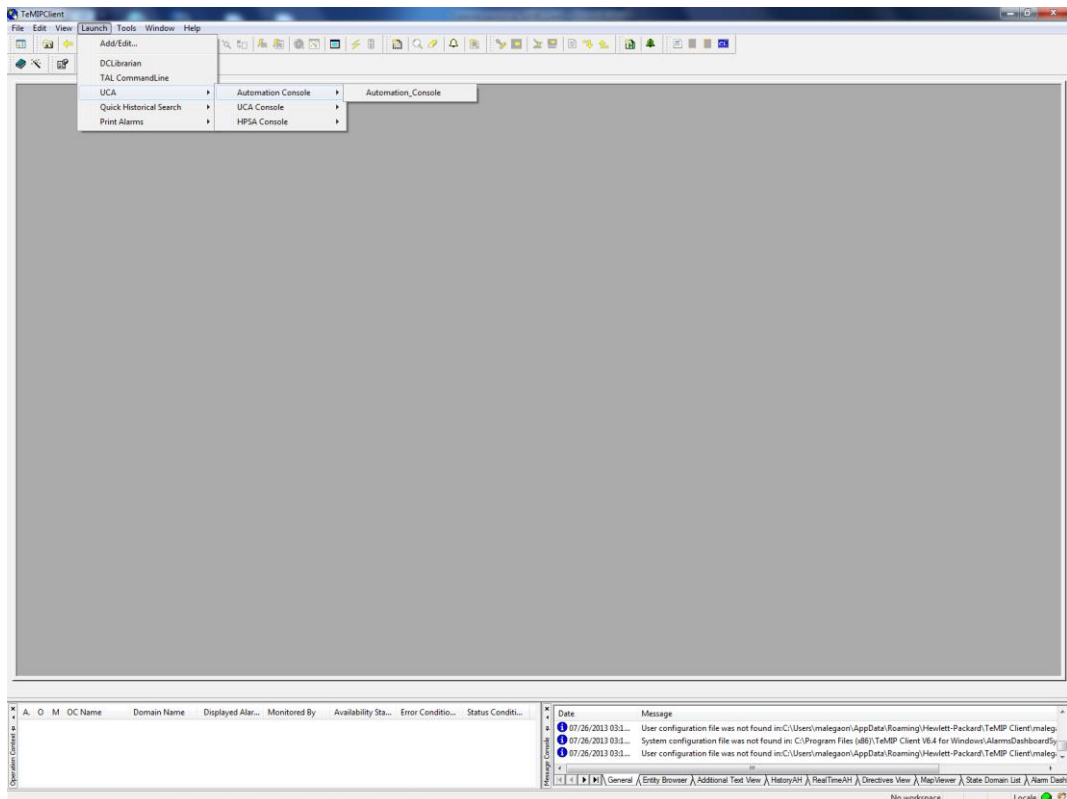 TeMIPClient
File Edit View Launch Tools Window Help
Add/Edit...
DCLibrarian
TAL CommandLine
UCA
Automation Console
Automation_Console
Quick Historical Search
UCA Console
Print Alarms
HPSA Console
CL
A. O M OC Name Domain Name Displayed Alar... Monitored By Availability Sta... Error Conditio... Status Conditi...
Operation Context
Date Message
07/26/2013 03:1... User configuration file was not found in:C:\Users\malegaon\AppData\Roaming\Hewlett-Packard\TeMIP Client\maleg.
07/26/2013 03:1... System configuration file was not found in: C:\Program Files (x86)\TeMIP Client V6.4 for Windows\AlarmsDashboardSy
07/26/2013 03:1... User configuration file was not found in:C:\Users\malegaon\AppData\Roaming\Hewlett-Packard\TeMIP Client\maleg.
Message Console
General Entity Browser Additional Text View HistoryAH RealTimeAH Directives View MapViewer State Domain List Alarm Dash
No workspace Locale